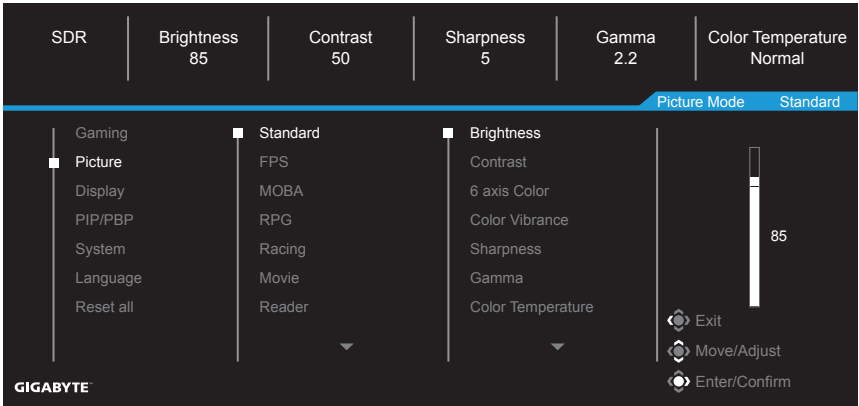 SDR Brightness Contrast Sharpness Gamma Color Temperature
85 50 5 2.2 Normal
Picture Mode Standard
Gaming Standard Brightness
Picture FPS Contrast
Display MOBA 6 axis Color
PIP/PBP RPG Color Vibrance
System Racing Sharpness
Language Movie Gamma
Reset all Reader Color Temperature
85
Exit
Move/Adjust
Enter/Confirm
GIGABYTE™